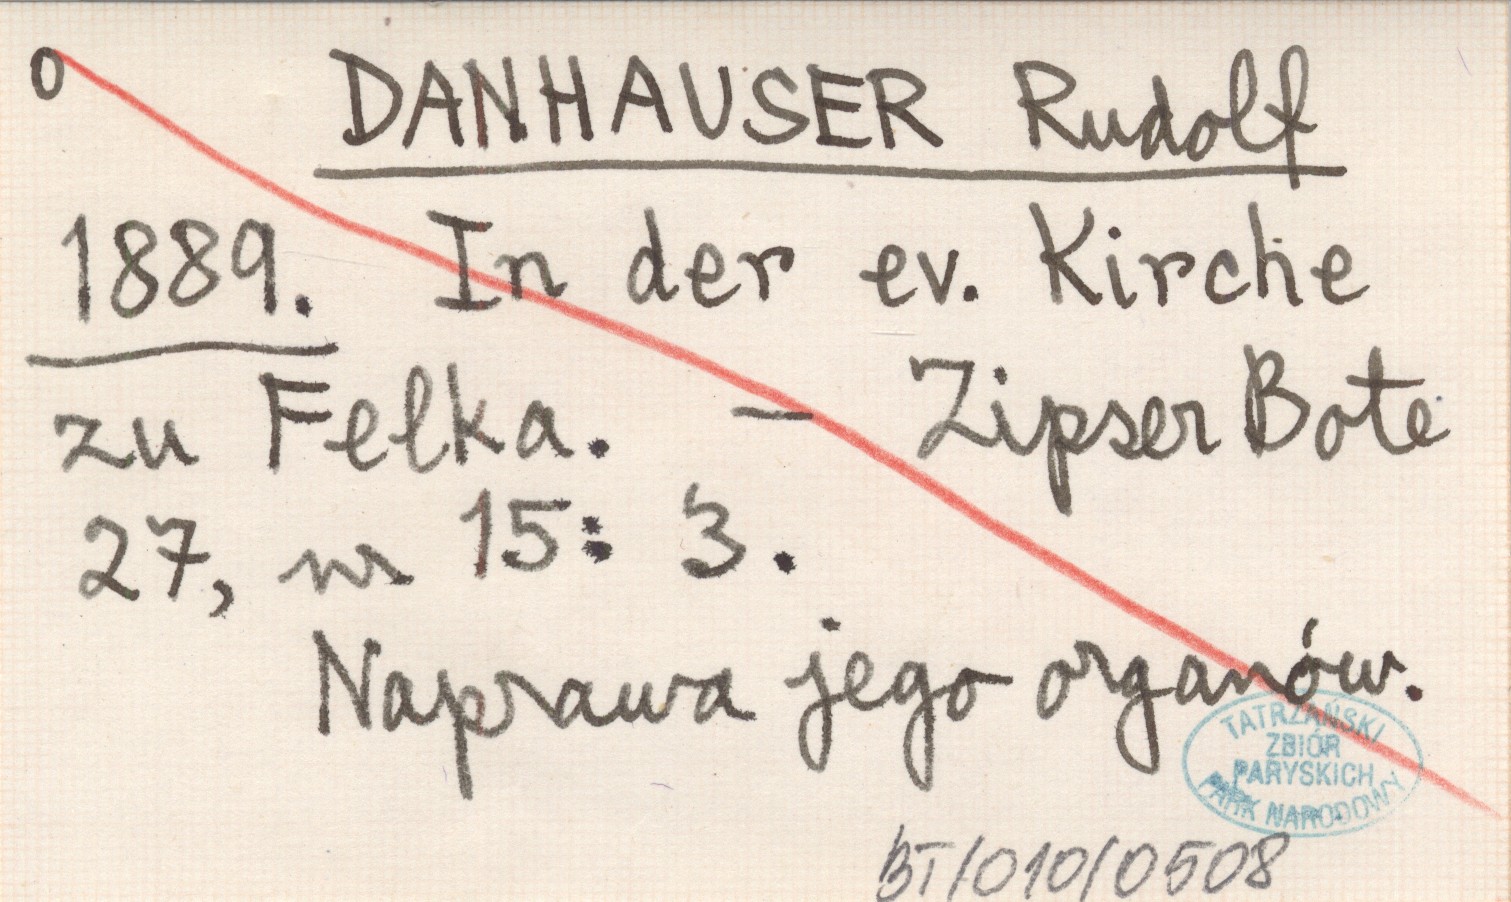 0 DANHAUSER Rudolf
1889. In der ev. Kirche
zu Felka. — Zipser Bote
27, nr 15: 3.
Naprawa jego organów.
TATRZAŃSKI
ZBIÓR
PARYSKICH
PARK NARODOWY
BT/010/0508